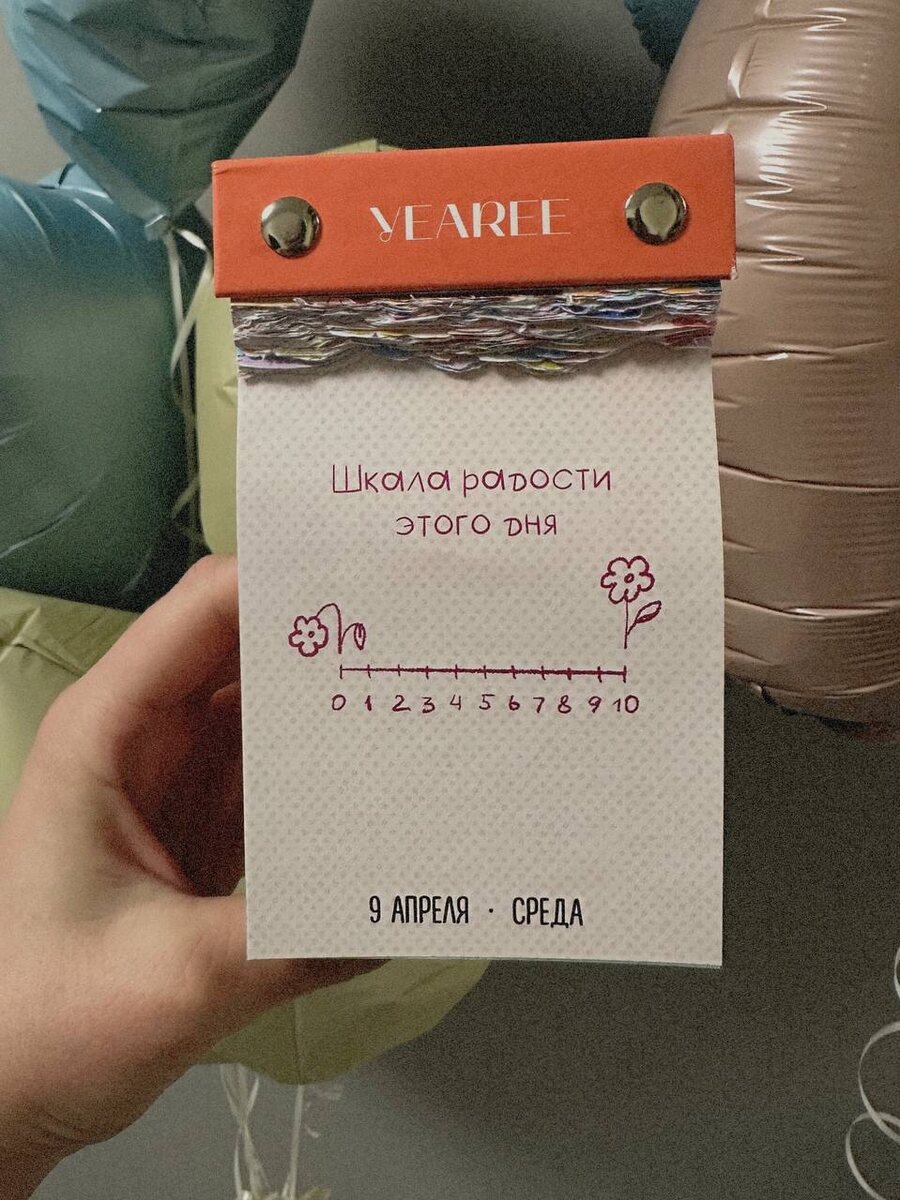 YEAREE
Шкала радости
этого дня
0 1 2 3 4 5 6 7 8 9 10
9 АПРЕЛЯ · СРЕДА